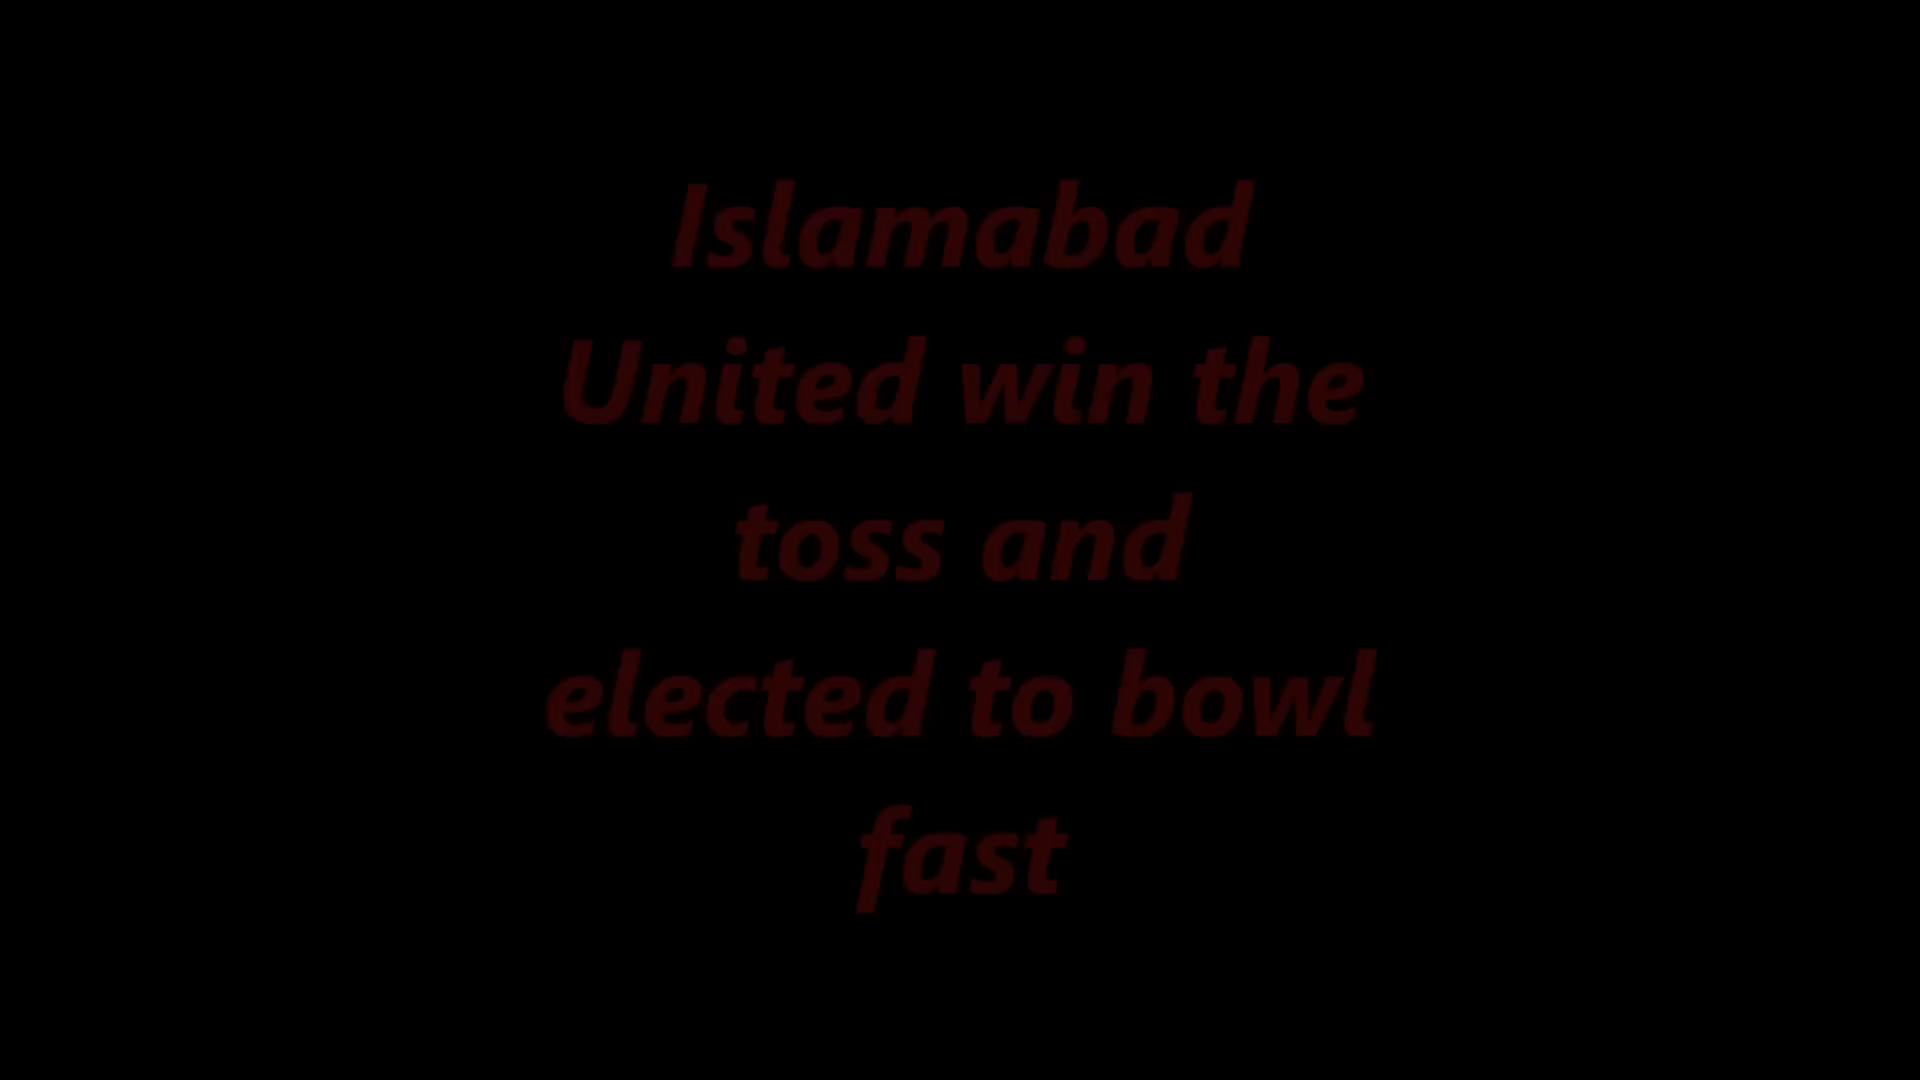 Islamabad
United win the
toss and
elected to bowl
fast